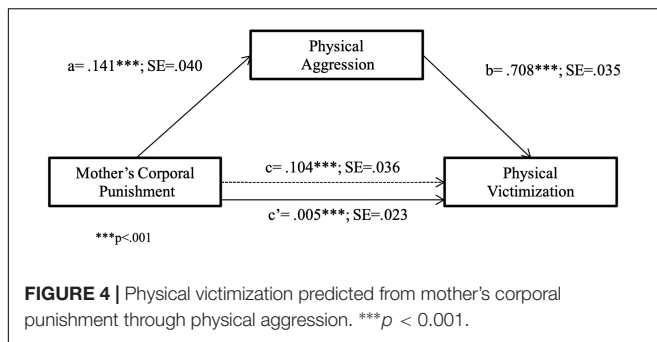 Physical
Aggression
a= .141***; SE=.040
b= .708***; SE=.035
Mother's Corporal
Punishment
c= .104***; SE=.036
c'= .005***; SE=.023
Physical
Victimization
***p<.001
FIGURE 4 | Physical victimization predicted from mother's corporal
punishment through physical aggression. ***p < 0.001.